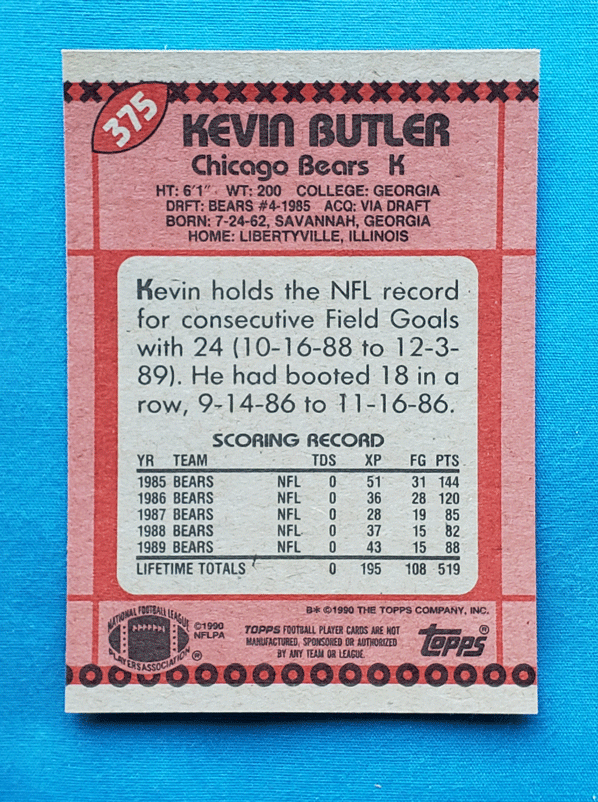 375
KEVIN BUTLER
Chicago Bears K
HT: 6'1" WT: 200 COLLEGE: GEORGIA
DRFT: BEARS #4-1985 ACQ: VIA DRAFT
BORN: 7-24-62, SAVANNAH, GEORGIA
HOME: LIBERTYVILLE, ILLINOIS
Kevin holds the NFL record
for consecutive Field Goals
with 24 (10-16-88 to 12-3-
89). He had booted 18 in a
row, 9-14-86 to 11-16-86.
SCORING RECORD
YR TEAM TDS XP FG PTS
1985 BEARS NFL 0 51 31 144
1986 BEARS NFL 0 36 28 120
1987 BEARS NFL 0 28 19 85
1988 BEARS NFL 0 37 15 82
1989 BEARS NFL 0 43 15 88
LIFETIME TOTALS 0 195 108 519
B* ©1990 THE TOPPS COMPANY, INC.
NATIONAL FOOTBALL LEAGUE
PLAYERS ASSOCIATION ®
©1990
NFLPA
TOPPS FOOTBALL PLAYER CARDS ARE NOT
MANUFACTURED, SPONSORED OR AUTHORIZED
BY ANY TEAM OR LEAGUE.
TOPPS®